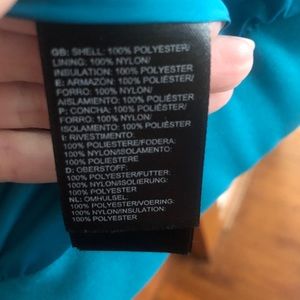 GB: SHELL: 100% POLYESTER/
LINING: 100% NYLON/
INSULATION: 100% POLYESTER
E: ARMAZÓN: 100% POLIÉSTER/
FORRO: 100% NYLON/
AISLAMIENTO: 100% POLIÉSTER
P: CONCHA: 100% POLIÉSTER/
FORRO: 100% NYLON/
ISOLAMENTO: 100% POLIÉSTER
I: RIVESTIMENTO:
100% POLIESTERE/FODERA:
100% NYLON/ISOLAMENTO:
100% POLIESTERE
D: OBERSTOFF:
100% POLYESTER/FUTTER:
100% NYLON/ISOLIERUNG:
100% POLYESTER
NL: OMHULSEL:
100% POLYESTER/VOERING:
100% NYLON/INSULATION:
100% POLYESTER